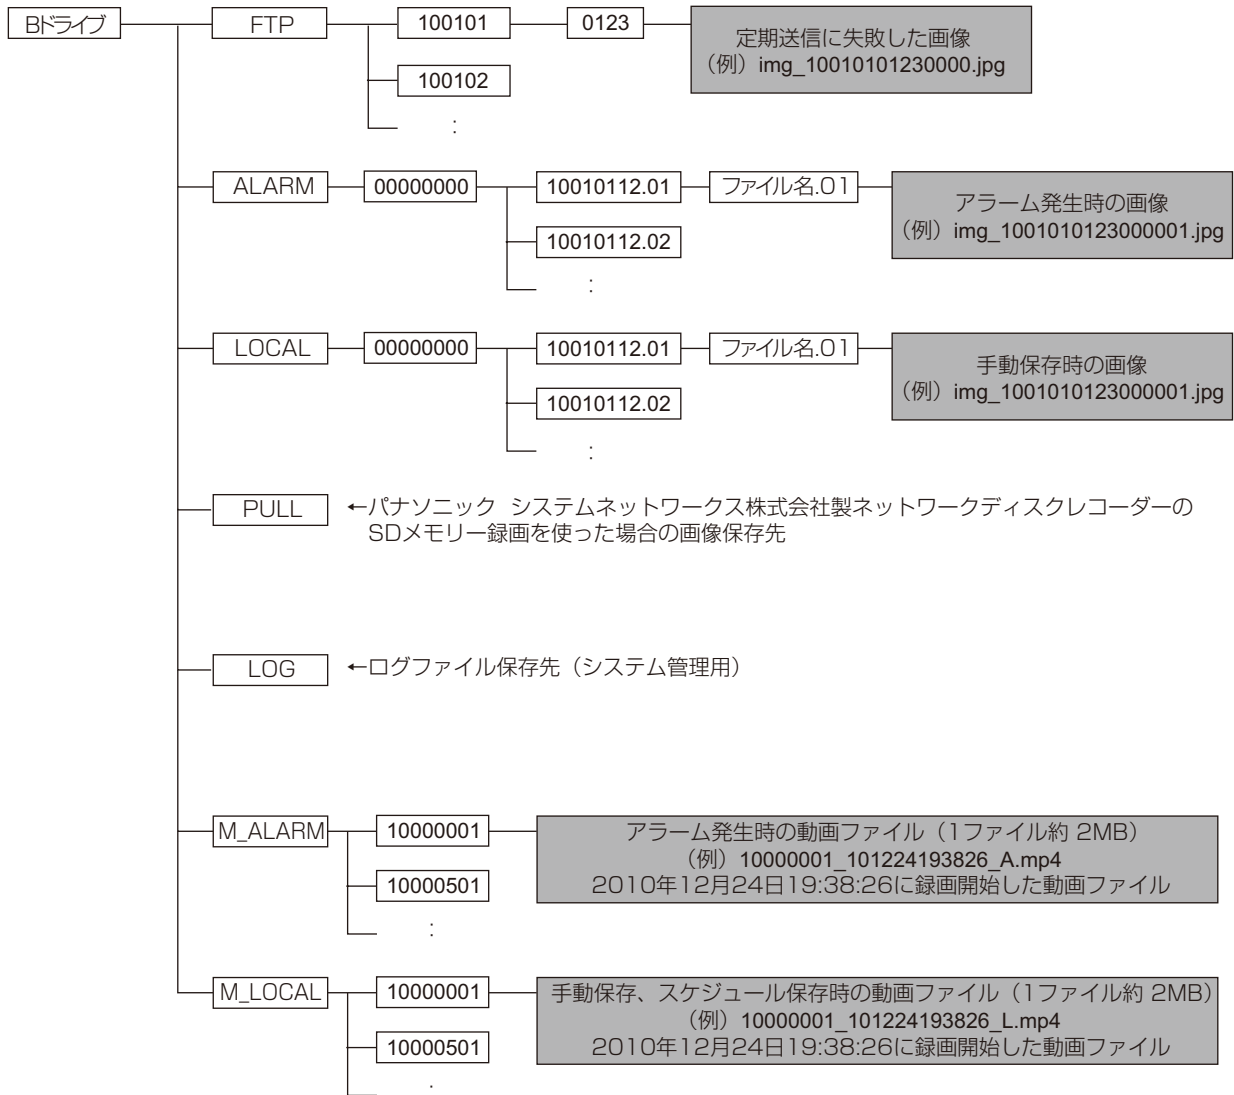 Bドライブ
FTP
100101
0123
定期送信に失敗した画像
（例）img_10010101230000.jpg
100102
：
ALARM
00000000
10010112.01
ファイル名.01
アラーム発生時の画像
（例）img_1001010123000001.jpg
10010112.02
：
LOCAL
00000000
10010112.01
ファイル名.01
手動保存時の画像
（例）img_1001010123000001.jpg
10010112.02
：
PULL
←パナソニック システムネットワークス株式会社製ネットワークディスクレコーダーの
SDメモリー録画を使った場合の画像保存先
LOG
←ログファイル保存先（システム管理用）
M_ALARM
10000001
アラーム発生時の動画ファイル（1ファイル約 2MB）
（例）10000001_101224193826_A.mp4
2010年12月24日19:38:26に録画開始した動画ファイル
10000501
：
M_LOCAL
10000001
手動保存、スケジュール保存時の動画ファイル（1ファイル約 2MB）
（例）10000001_101224193826_L.mp4
2010年12月24日19:38:26に録画開始した動画ファイル
10000501
：